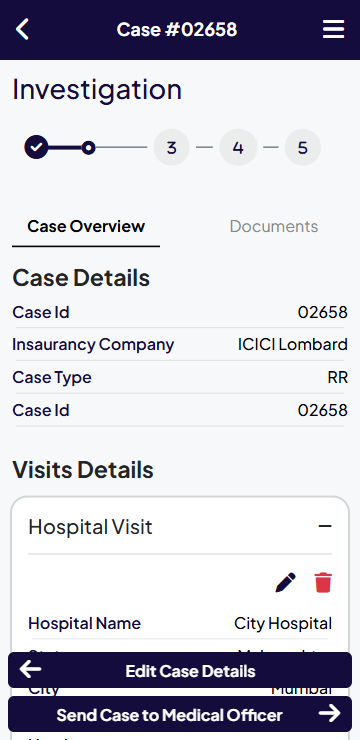 Case #02658
Investigation
3 4 5
Case Overview Documents
Case Details
Case Id 02658
Insaurancy Company ICICI Lombard
Case Type RR
Case Id 02658
Visits Details
Hospital Visit
Hospital Name City Hospital
Edit Case Details
City Mumbai
Send Case to Medical Officer